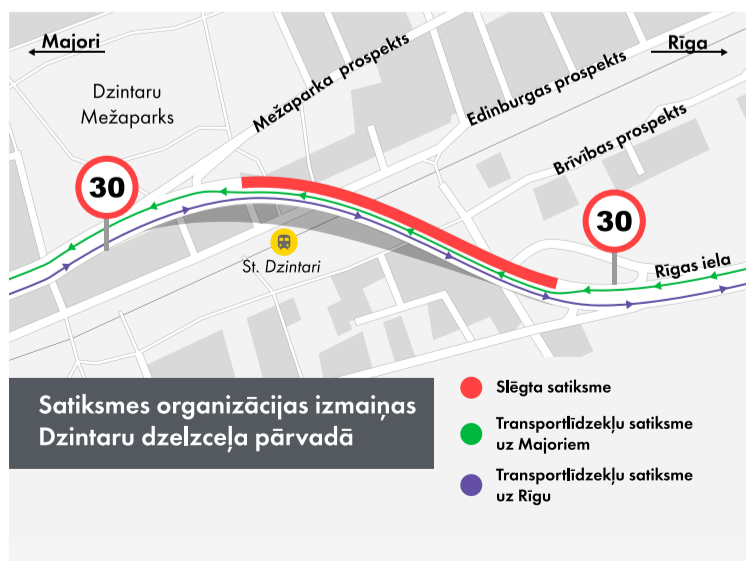 Majori
Rīga
Dzintaru
Mežaparks
Mežaparka prospekts
Edinburgas prospekts
Brīvības prospekts
30
30
St. Dzintari
Rīgas iela
Satiksmes organizācijas izmaiņas
Dzintaru dzelzceļa pārvadā
Slēgta satiksme
Transportlīdzekļu satiksme
uz Majoriem
Transportlīdzekļu satiksme
uz Rīgu